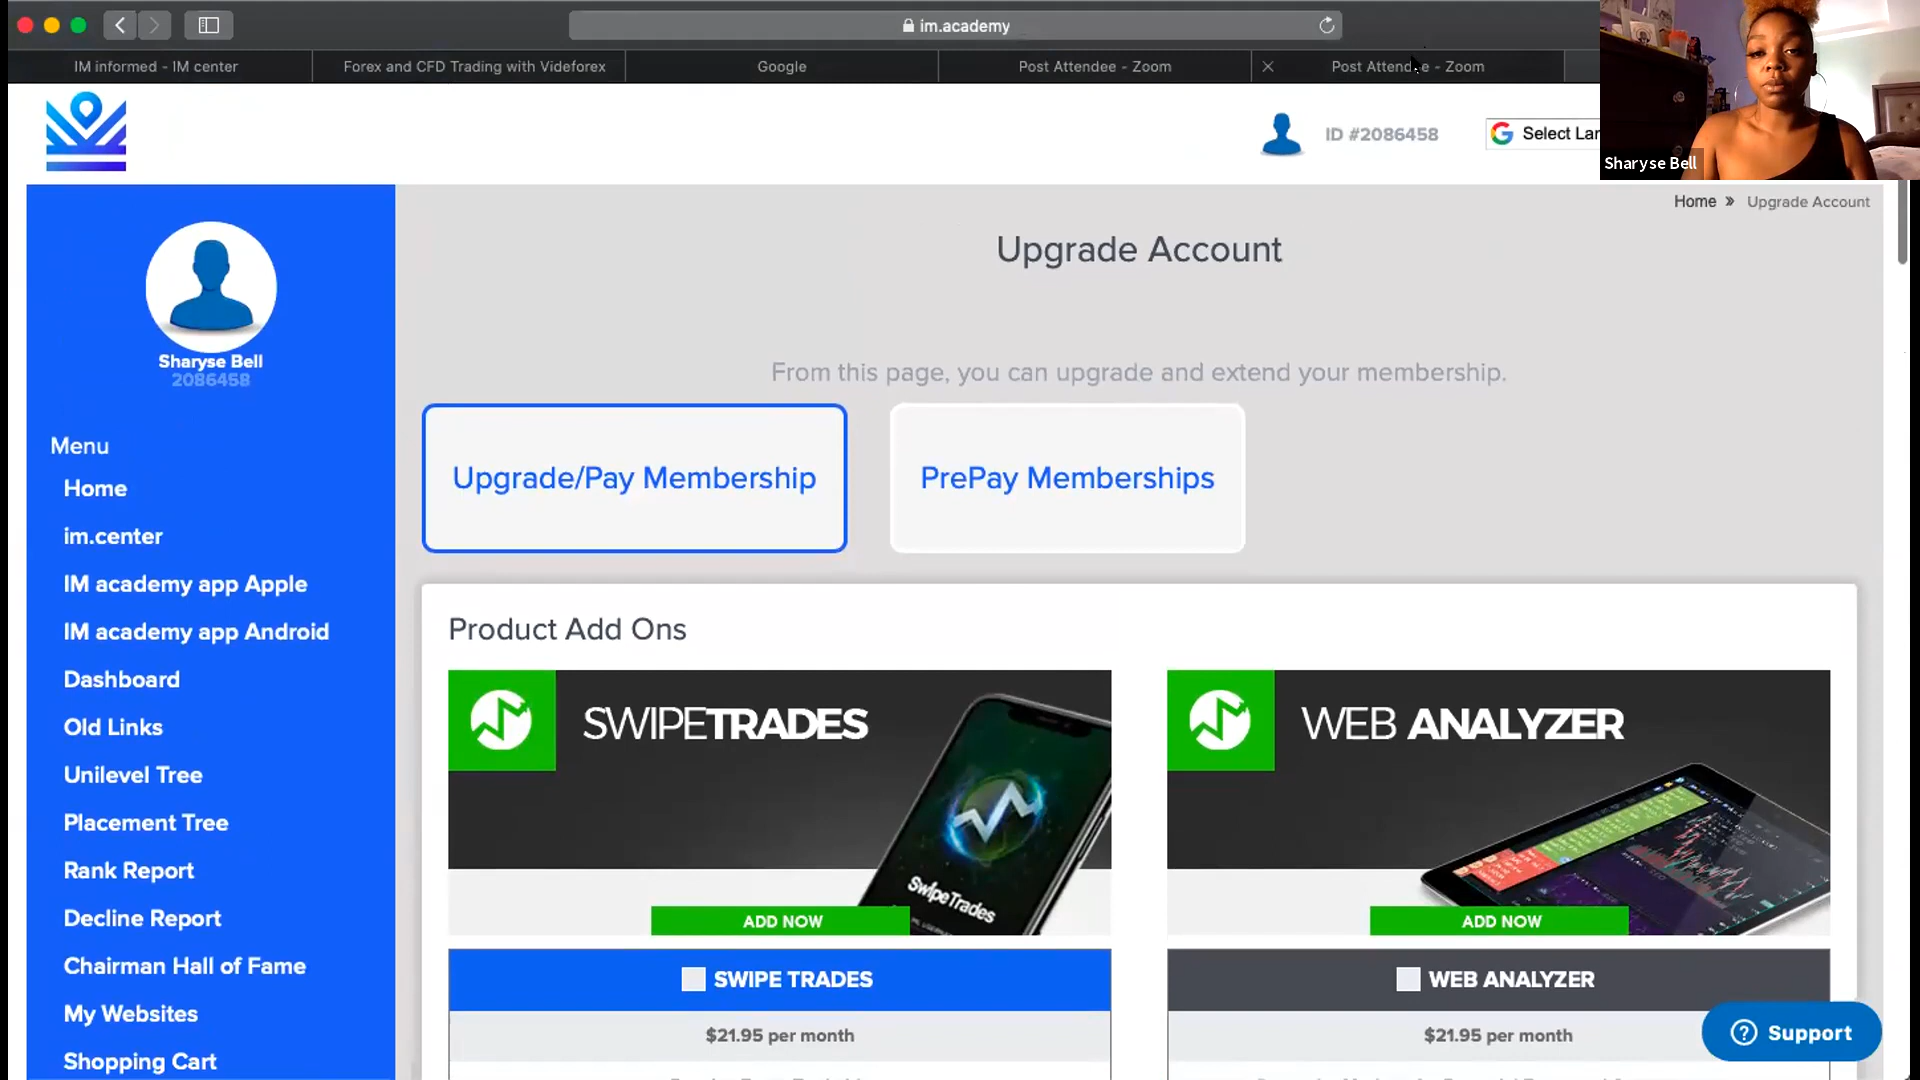 im.academy
IM informed - IM center
Forex and CFD Trading with Videforex
Google
Post Attendee - Zoom
Post Attendee - Zoom
ID #2086458
Select Lan
Sharyse Bell
Home » Upgrade Account
Upgrade Account
Sharyse Bell
2086458
From this page, you can upgrade and extend your membership.
Upgrade/Pay Membership
PrePay Memberships
Menu
Home
im.center
IM academy app Apple
IM academy app Android
Dashboard
Old Links
Unilevel Tree
Placement Tree
Rank Report
Decline Report
Chairman Hall of Fame
My Websites
Shopping Cart
Product Add Ons
SWIPETRADES
SwipeTrades
ADD NOW
SWIPE TRADES
$21.95 per month
WEB ANALYZER
ADD NOW
WEB ANALYZER
$21.95 per month
Support